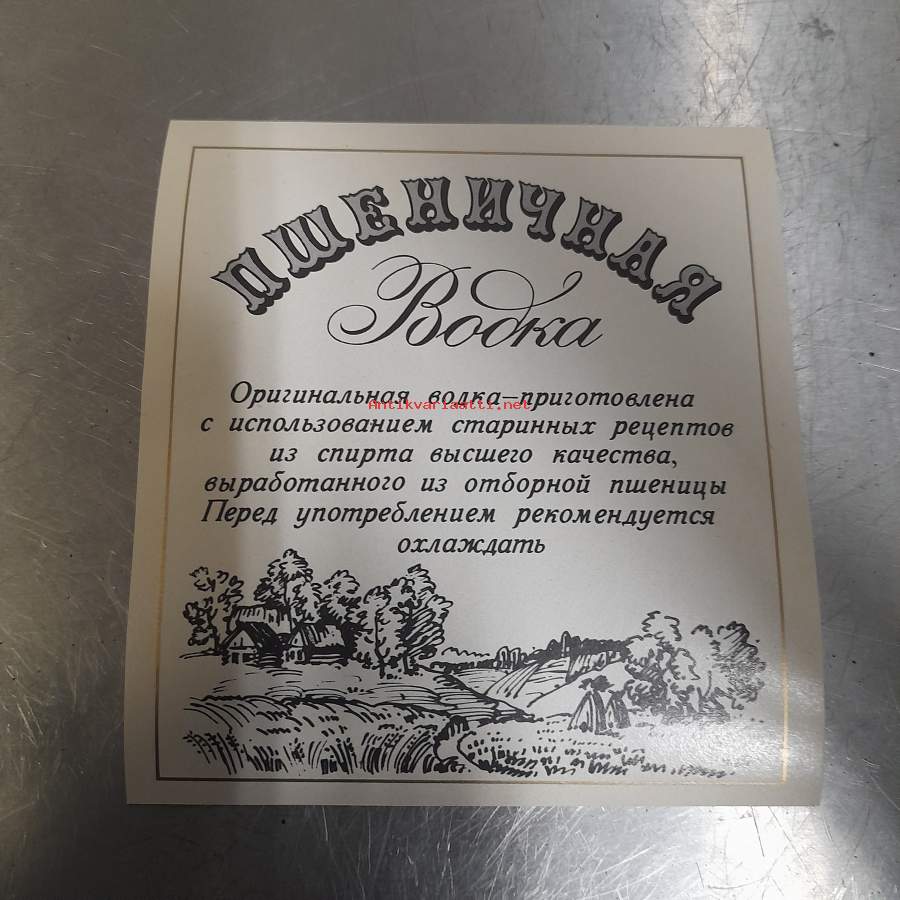 ПШЕНИЧНАЯ
Водка
Оригинальная водка—приготовлена
Antikvariaatti.net
с использованием старинных рецептов
из спирта высшего качества,
выработанного из отборной пшеницы
Перед употреблением рекомендуется
охлаждать